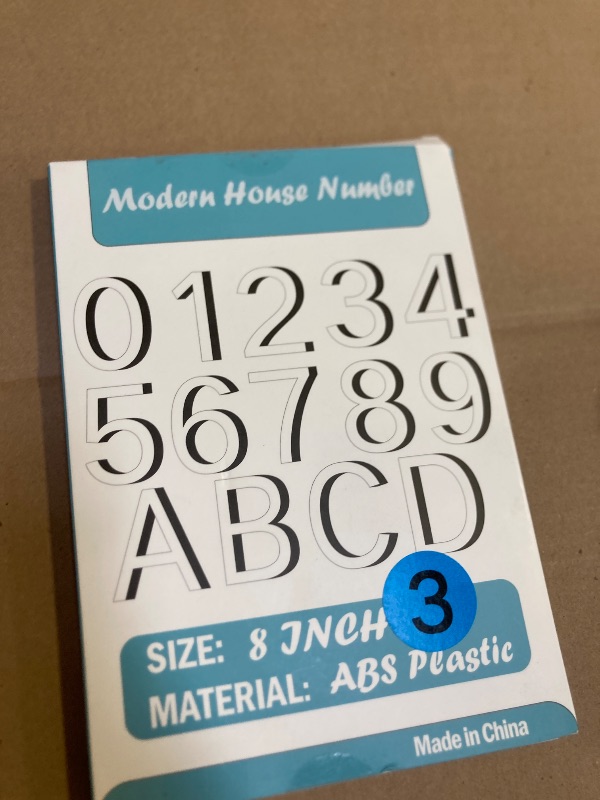 Modern House Number
0 1 2 3 4
5 6 7 8 9
A B C D
SIZE: 8 INCH
3
MATERIAL: ABS Plastic
Made in China